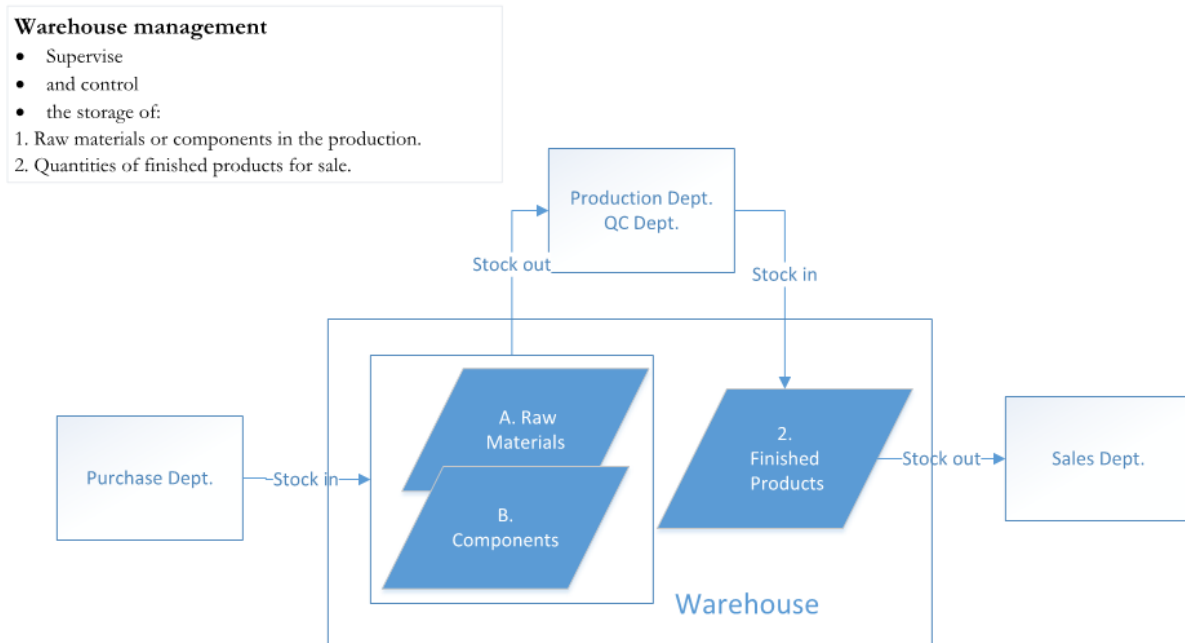 Warehouse management
• Supervise
• and control
• the storage of:
1. Raw materials or components in the production.
2. Quantities of finished products for sale.
Production Dept.
QC Dept.
Stock out
Stock in
A. Raw
Materials
B.
Components
2.
Finished
Products
Purchase Dept.
Stock in
Stock out
Sales Dept.
Warehouse